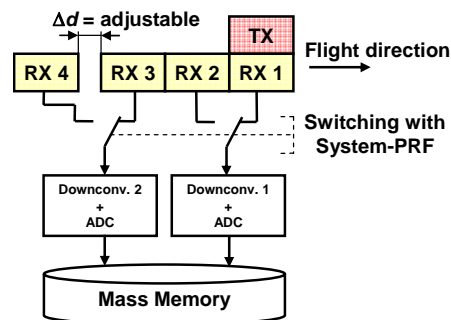 Δd = adjustable
TX
Flight direction
RX 4
RX 3
RX 2
RX 1
Switching with
System-PRF
Downconv. 2
+
ADC
Downconv. 1
+
ADC
Mass Memory